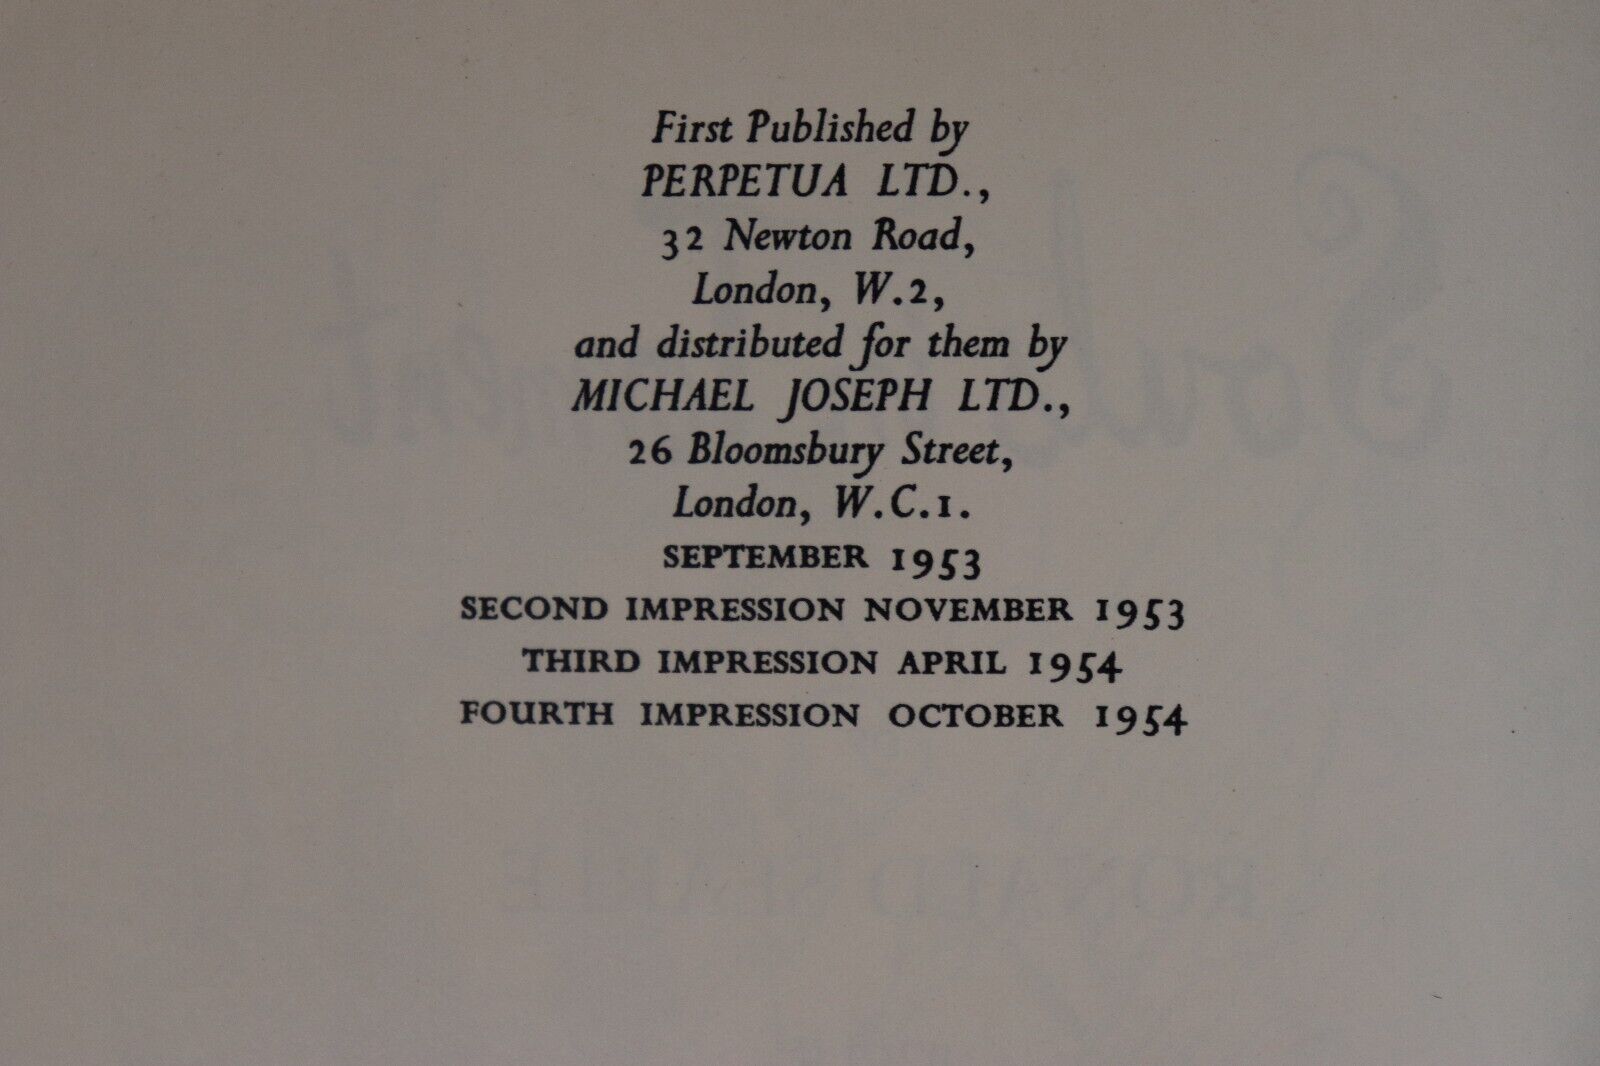 First Published by
PERPETUA LTD.,
32 Newton Road,
London, W.2,
and distributed for them by
MICHAEL JOSEPH LTD.,
26 Bloomsbury Street,
London, W.C.1.
SEPTEMBER 1953
SECOND IMPRESSION NOVEMBER 1953
THIRD IMPRESSION APRIL 1954
FOURTH IMPRESSION OCTOBER 1954